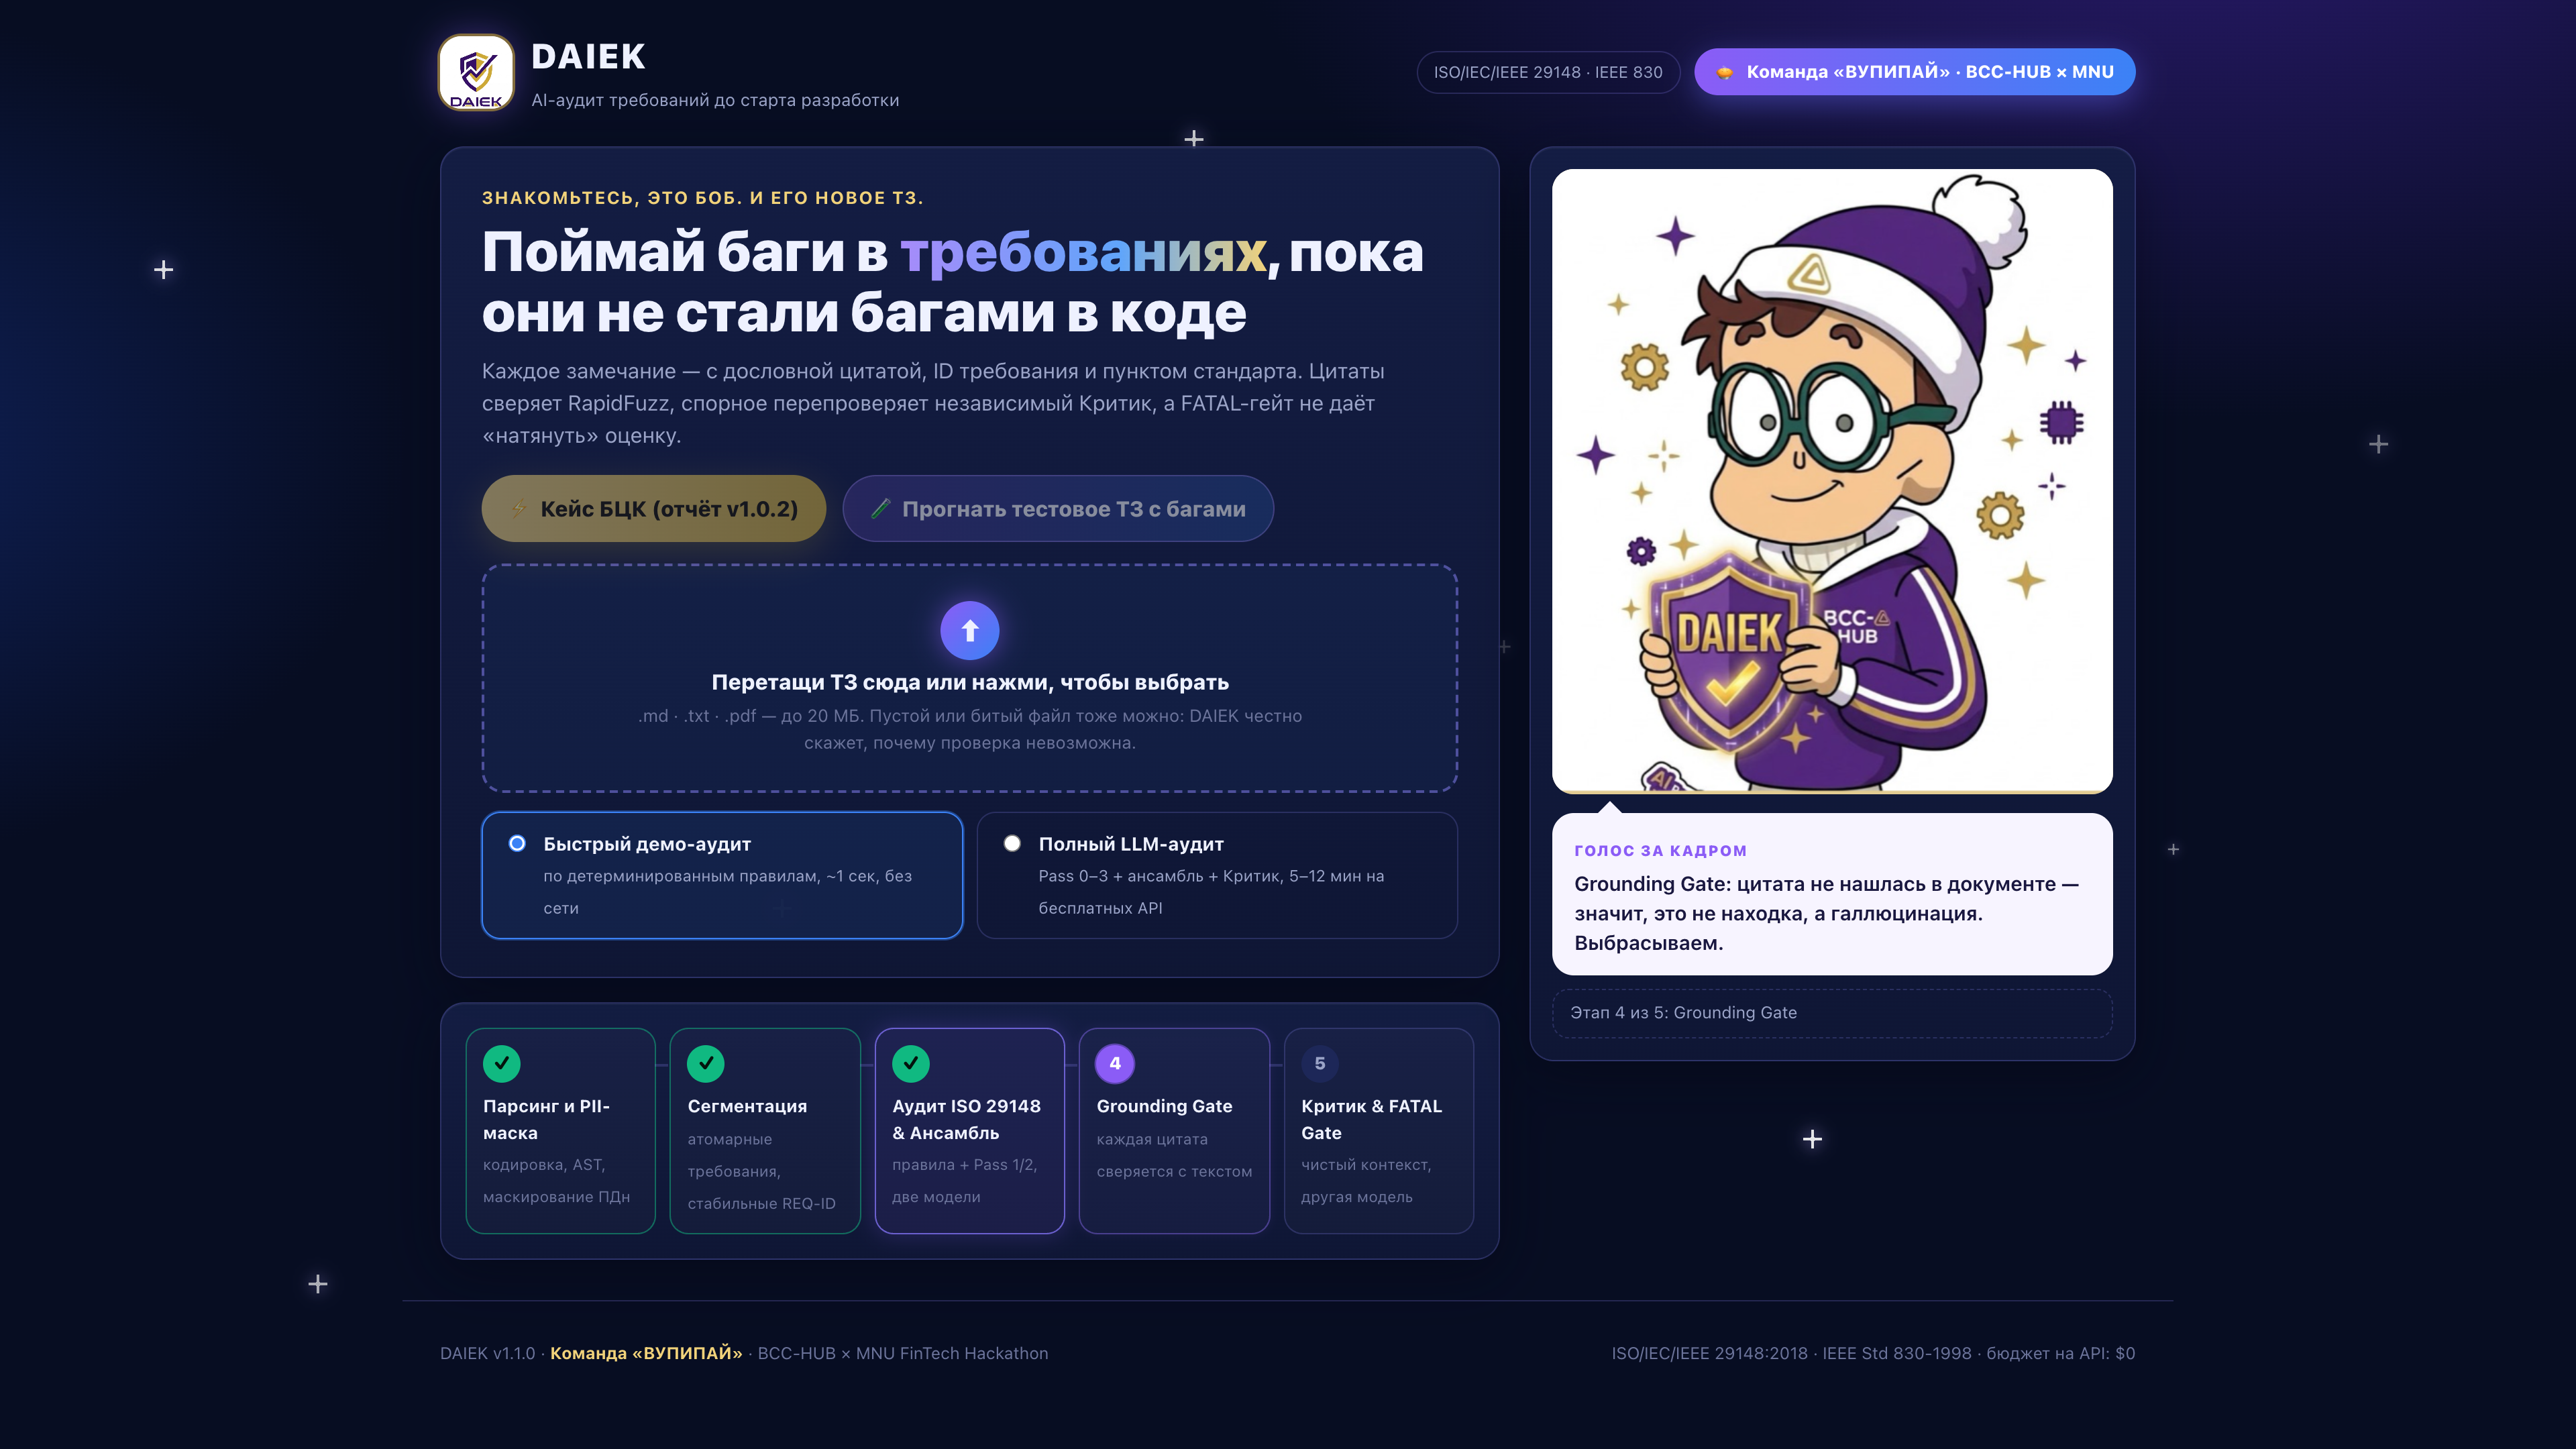 DAIEK
DAIEK
AI-аудит требований до старта разработки
ISO/IEC/IEEE 29148 · IEEE 830
Команда «ВУПИПАЙ» · BCC-HUB × MNU
ЗНАКОМЬТЕСЬ, ЭТО БОБ. И ЕГО НОВОЕ ТЗ.
Поймай баги в требованиях, пока
они не стали багами в коде
Каждое замечание — с дословной цитатой, ID требования и пунктом стандарта. Цитаты
сверяет RapidFuzz, спорное перепроверяет независимый Критик, а FATAL-гейт не даёт
«натянуть» оценку.
Кейс БЦК (отчёт v1.0.2)
Прогнать тестовое ТЗ с багами
Перетащи ТЗ сюда или нажми, чтобы выбрать
.md · .txt · .pdf — до 20 МБ. Пустой или битый файл тоже можно: DAIEK честно
скажет, почему проверка невозможна.
Быстрый демо-аудит
по детерминированным правилам, ~1 сек, без
сети
Полный LLM-аудит
Pass 0–3 + ансамбль + Критик, 5–12 мин на
бесплатных API
Парсинг и PII-
маска
кодировка, AST,
маскирование ПДн
Сегментация
атомарные
требования,
стабильные REQ-ID
Аудит ISO 29148
& Ансамбль
правила + Pass 1/2,
две модели
4
Grounding Gate
каждая цитата
сверяется с текстом
5
Критик & FATAL
Gate
чистый контекст,
другая модель
DAIEK
BCC-
HUB
AI
ГОЛОС ЗА КАДРОМ
Grounding Gate: цитата не нашлась в документе —
значит, это не находка, а галлюцинация.
Выбрасываем.
Этап 4 из 5: Grounding Gate
DAIEK v1.1.0 · Команда «ВУПИПАЙ» · BCC-HUB × MNU FinTech Hackathon
ISO/IEC/IEEE 29148:2018 · IEEE Std 830-1998 · бюджет на API: $0